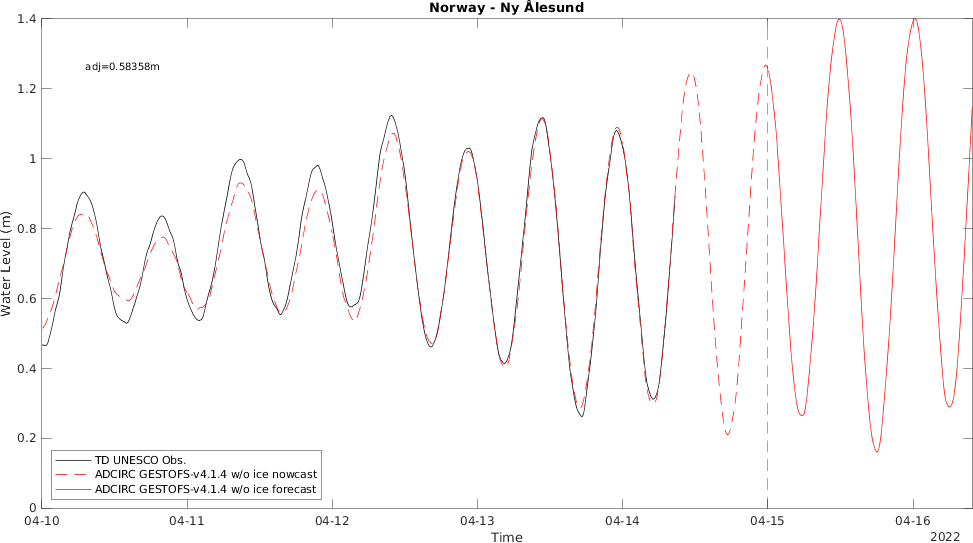 Norway - Ny Ålesund
1.4
adj=0.58358m
1.2
1
0.8
Water Level (m)
0.6
0.4
0.2
TD UNESCO Obs.
ADCIRC GESTOFS-v4.1.4 w/o ice nowcast
ADCIRC GESTOFS-v4.1.4 w/o ice forecast
0
04-10 04-11 04-12 04-13 04-14 04-15 04-16
Time
2022